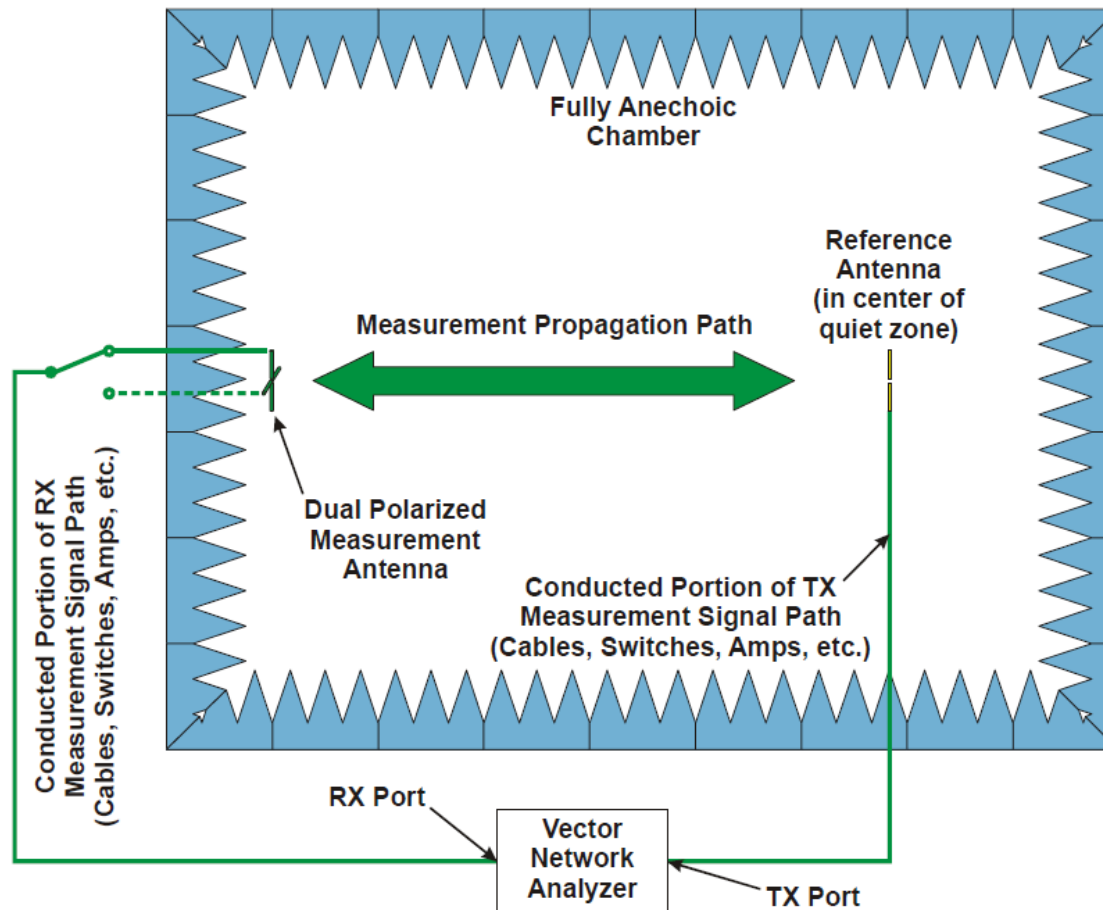 Fully Anechoic
Chamber
Reference
Antenna
(in center of
quiet zone)
Measurement Propagation Path
Dual Polarized
Measurement
Antenna
Conducted Portion of TX
Measurement Signal Path
(Cables, Switches, Amps, etc.)
Conducted Portion of RX
Measurement Signal Path
(Cables, Switches, Amps, etc.)
RX Port
Vector
Network
Analyzer
TX Port